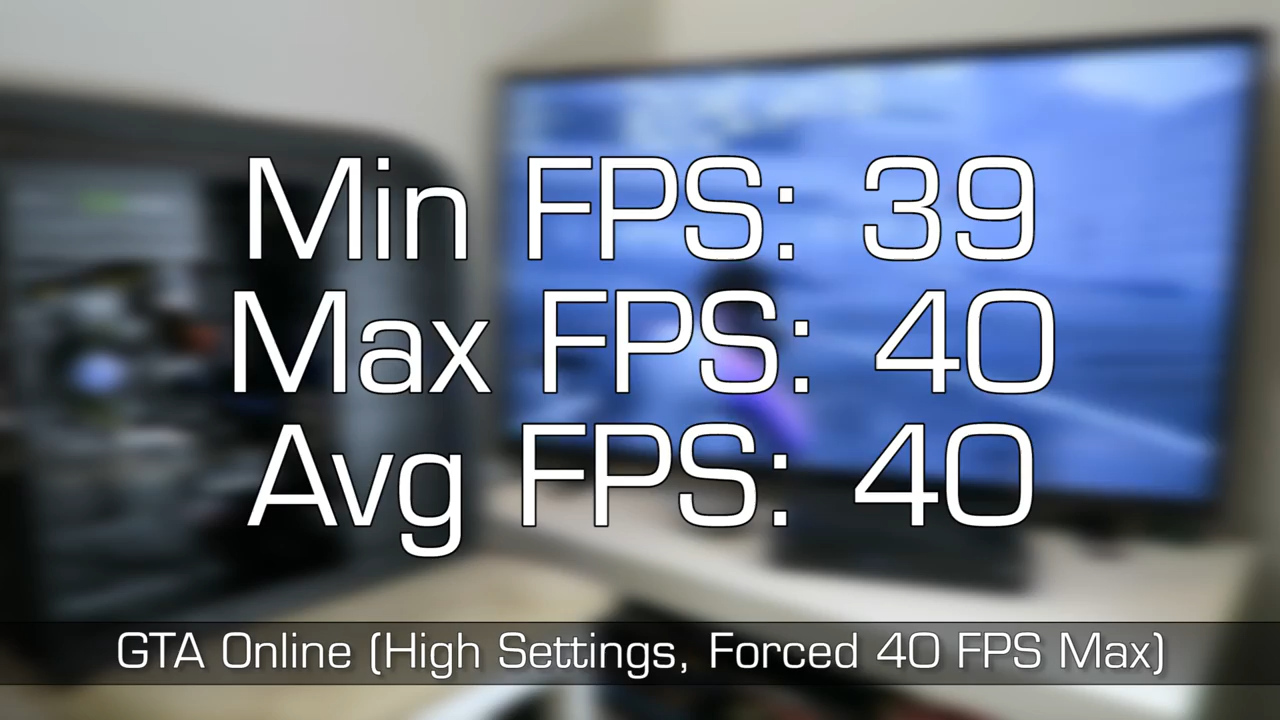 Min FPS: 39
Max FPS: 40
Avg FPS: 40
GTA Online (High Settings, Forced 40 FPS Max)